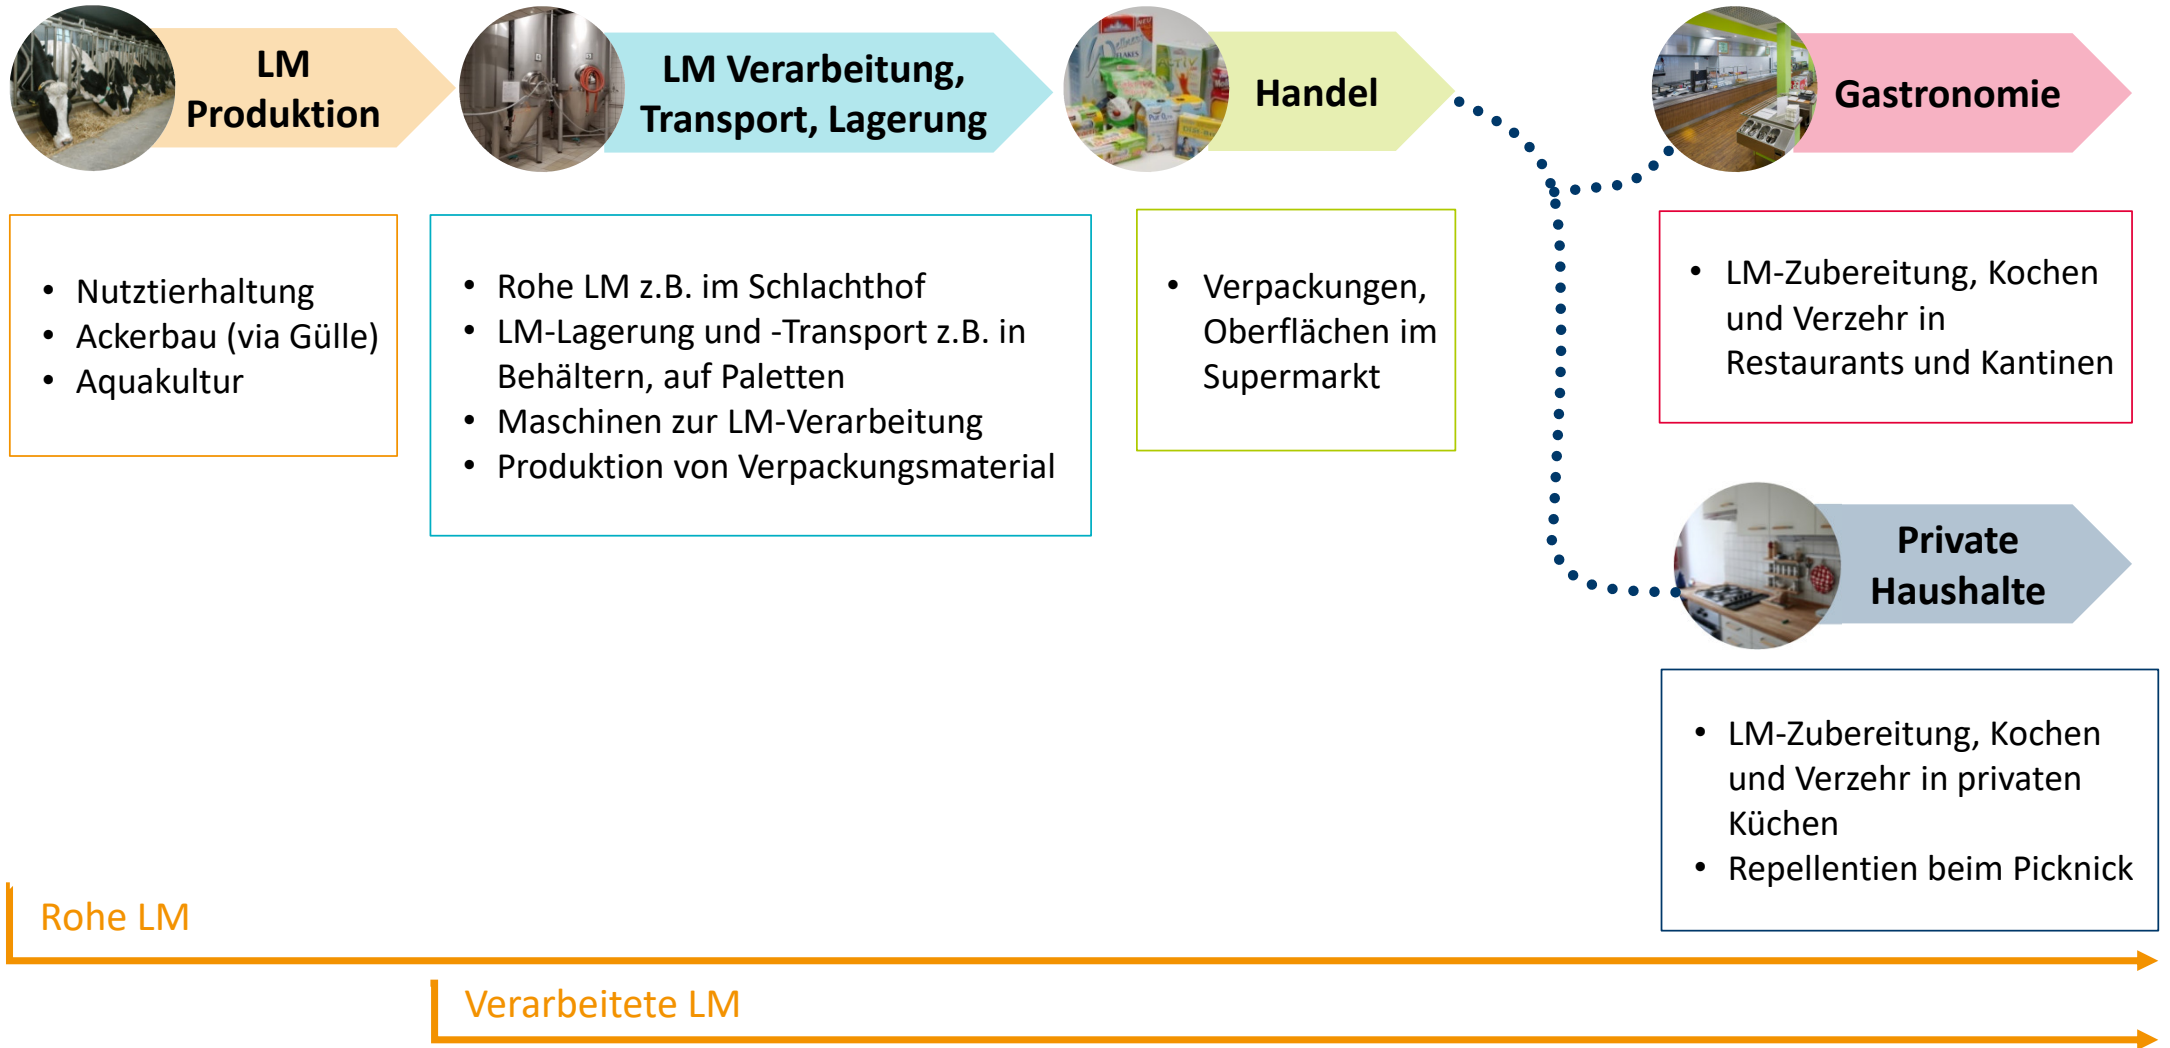 LM
Produktion
LM Verarbeitung,
Transport, Lagerung
Handel
Gastronomie
• Nutztierhaltung
• Ackerbau (via Gülle)
• Aquakultur
• Rohe LM z.B. im Schlachthof
• LM-Lagerung und -Transport z.B. in
Behältern, auf Paletten
• Maschinen zur LM-Verarbeitung
• Produktion von Verpackungsmaterial
• Verpackungen,
Oberflächen im
Supermarkt
• LM-Zubereitung, Kochen
und Verzehr in
Restaurants und Kantinen
Private
Haushalte
• LM-Zubereitung, Kochen
und Verzehr in privaten
Küchen
• Repellentien beim Picknick
Rohe LM
Verarbeitete LM